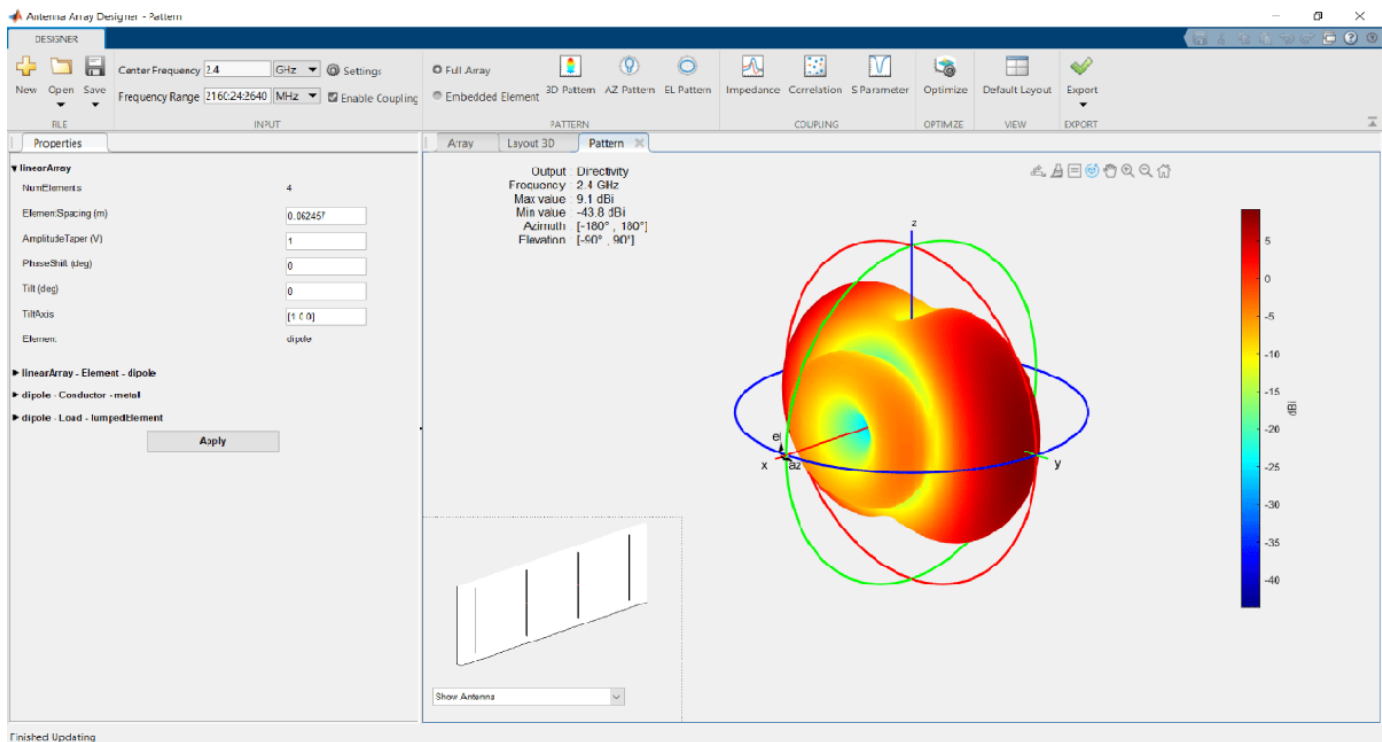 Antenna Array Designer - Pattern
DESIGNER
New Open Save
FILE
Center Frequency 2.4 GHz Settings
Frequency Range 2160:24:2640 MHz Enable Coupling
INPUT
Full Array
Embedded Element
3D Pattern AZ Pattern EL Pattern
PATTERN
Impedance Correlation S Parameter
COUPLING
Optimize
OPTIMIZE
Default Layout
VIEW
Export
EXPORT
Properties
linearArray
NumElements 4
ElementSpacing (m) 0.062457
AmplitudeTaper (V) 1
PhaseShift (deg) 0
Tilt (deg) 0
TiltAxis [1 0 0]
Element dipole
linearArray - Element - dipole
dipole - Conductor - metal
dipole - Load - lumpedElement
Apply
Array Layout 3D Pattern
Output : Directivity
Frequency : 2.4 GHz
Max value : 9.1 dBi
Min value : -43.8 dBi
Azimuth : [-180° , 180°]
Elevation : [-90° , 90°]
z
el
x az
y
5
0
-5
-10
-15
-20
-25
-30
-35
-40
dBi
Show Antenna
Finished Updating